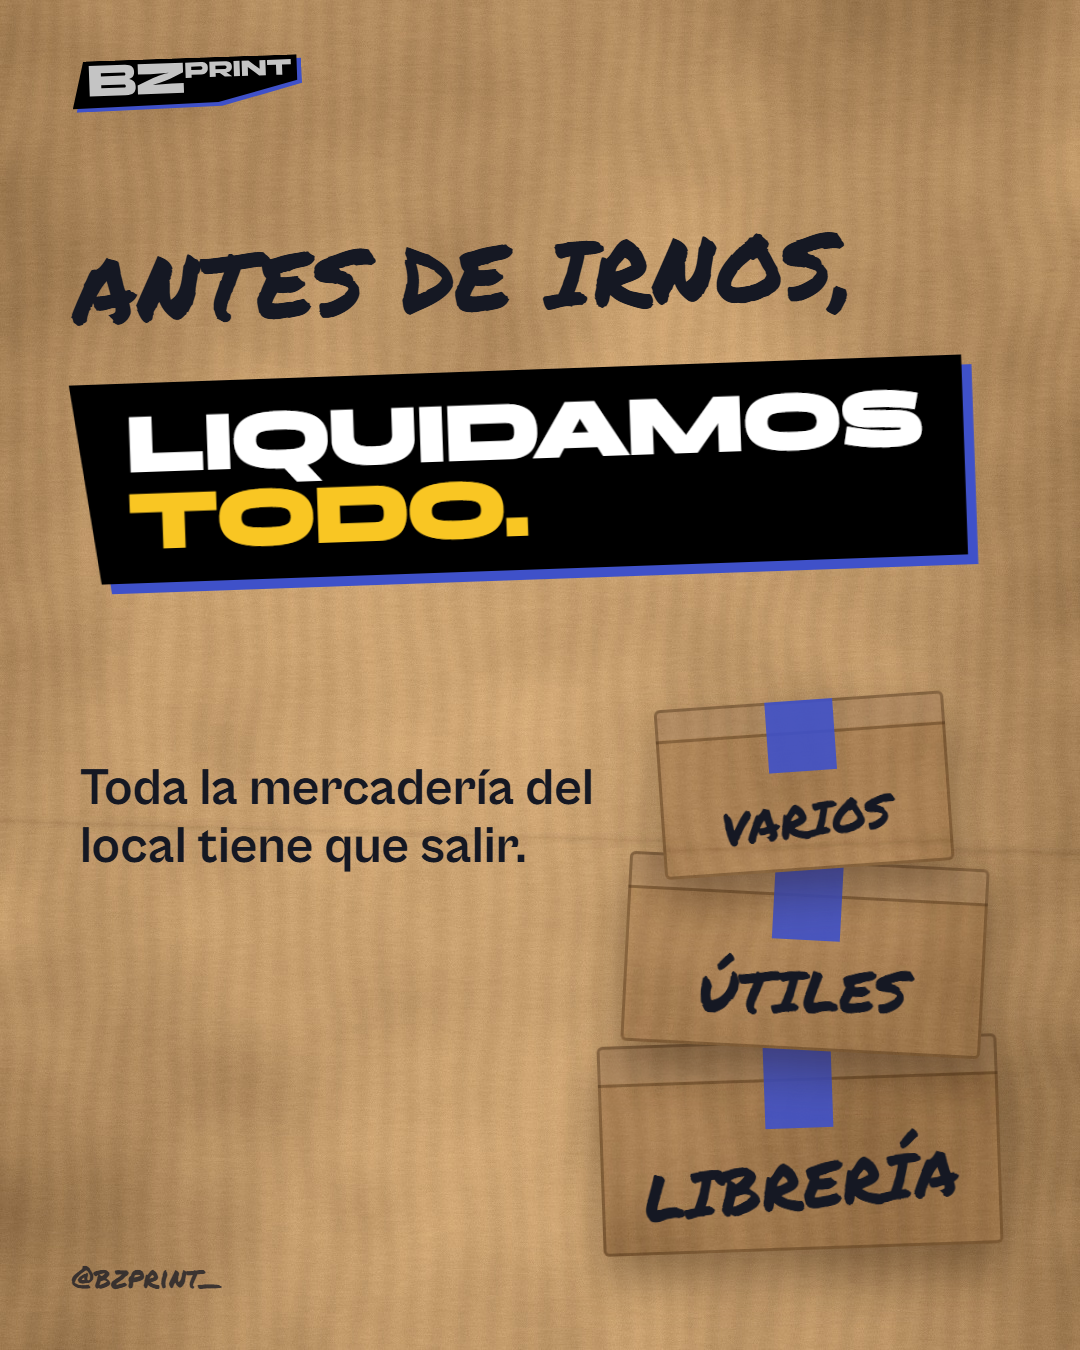 BZPRINT
ANTES DE IRNOS,
LIQUIDAMOS
TODO.
Toda la mercadería del
local tiene que salir.
VARIOS
ÚTILES
LIBRERÍA
@BZPRINT_